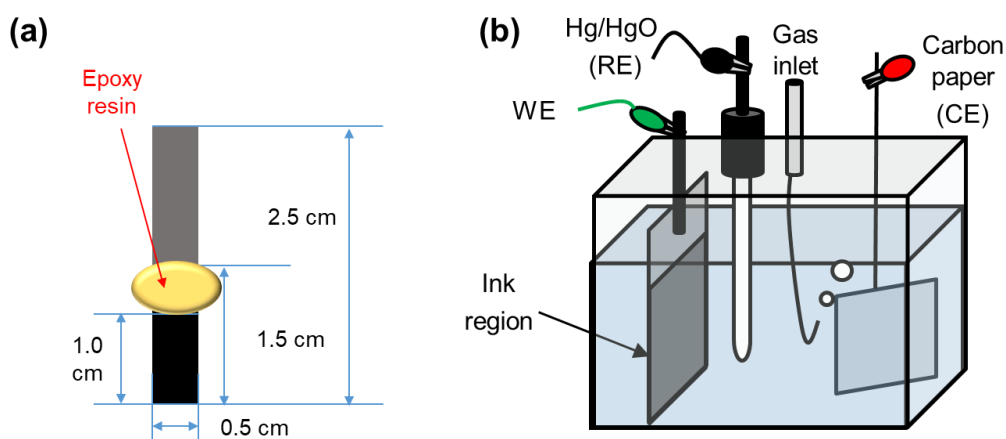 (a)
Epoxy
resin
2.5 cm
1.5 cm
1.0
cm
0.5 cm
(b)
Hg/HgO
(RE)
Gas
inlet
Carbon
paper
(CE)
WE
Ink
region